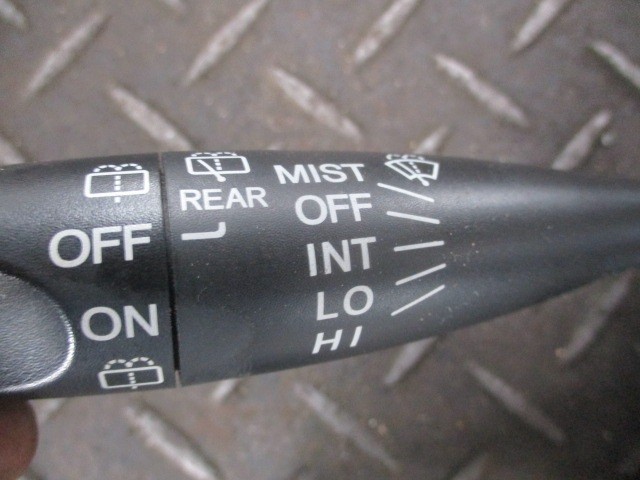 OFF
ON
REAR
MIST
OFF
INT
LO
HI